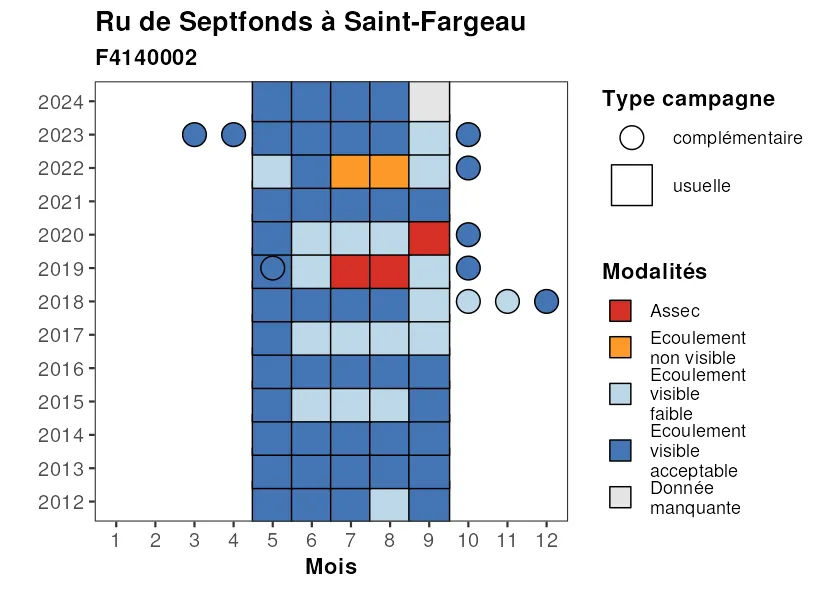 Ru de Septfonds à Saint-Fargeau
F4140002
2024
2023
2022
2021
2020
2019
2018
2017
2016
2015
2014
2013
2012
1 2 3 4 5 6 7 8 9 10 11 12
Mois
Type campagne
complémentaire
usuelle
Modalités
Assec
Ecoulement
non visible
Ecoulement
visible
faible
Ecoulement
visible
acceptable
Donnée
manquante